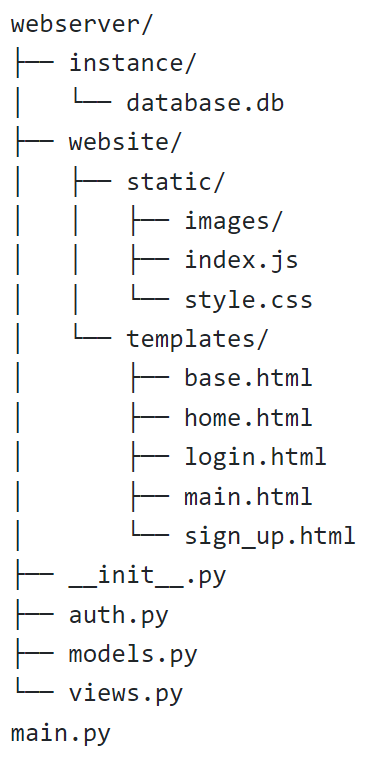 webserver/
├── instance/
│   └── database.db
├── website/
│   ├── static/
│   │   ├── images/
│   │   ├── index.js
│   │   └── style.css
│   └── templates/
│       ├── base.html
│       ├── home.html
│       ├── login.html
│       ├── main.html
│       └── sign_up.html
├── __init__.py
├── auth.py
├── models.py
└── views.py
main.py